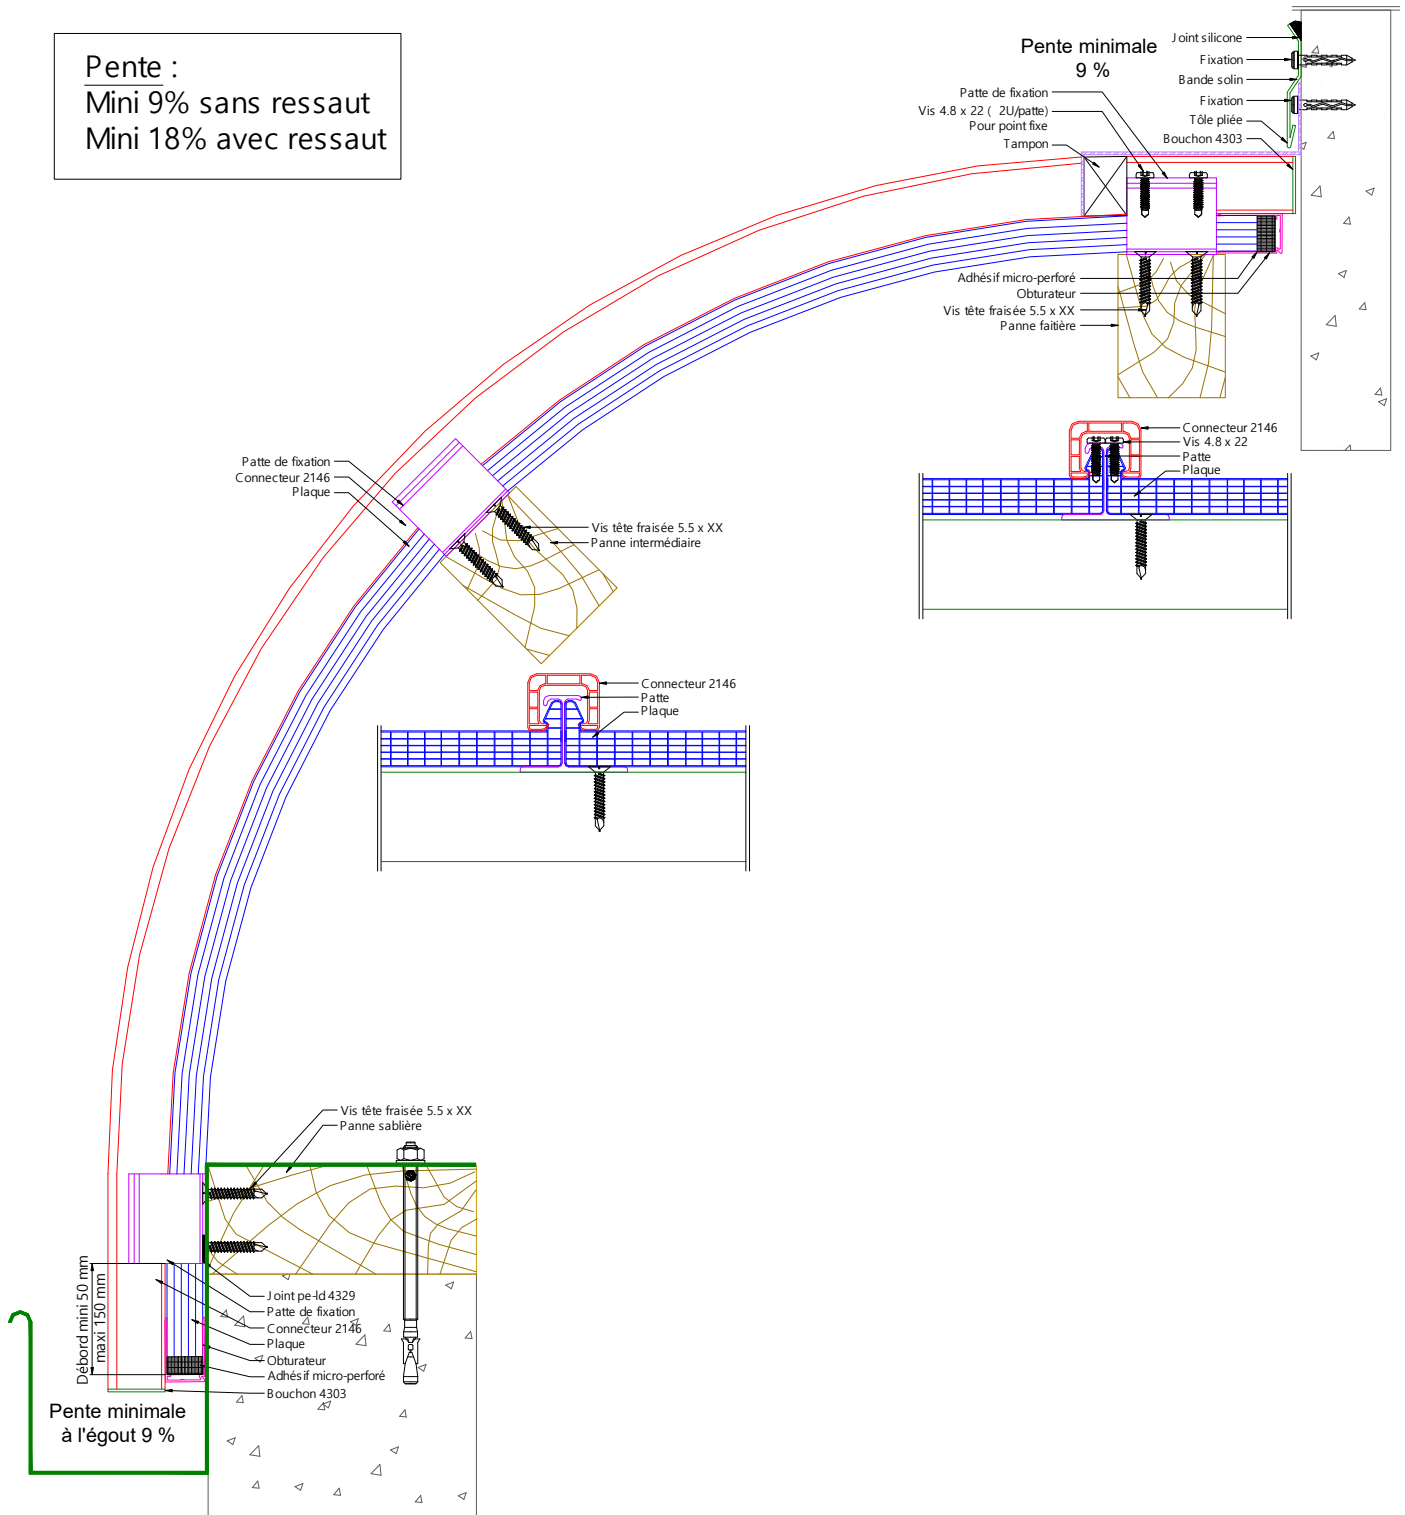 Pente :
Mini 9% sans ressaut
Mini 18% avec ressaut
Pente minimale
9 %
Joint silicone
Fixation
Bande solin
Fixation
Tôle pliée
Bouchon 4303
Patte de fixation
Vis 4.8 x 22 ( 2U/patte)
Pour point fixe
Tampon
Adhésif micro-perforé
Obturateur
Vis tête fraisée 5.5 x XX
Panne faitière
Connecteur 2146
Vis 4.8 x 22
Patte
Plaque
Patte de fixation
Connecteur 2146
Plaque
Vis tête fraisée 5.5 x XX
Panne intermédiaire
Connecteur 2146
Patte
Plaque
Vis tête fraisée 5.5 x XX
Panne sablière
Débord mini 50 mm
maxi 150 mm
Joint pe-ld 4329
Patte de fixation
Connecteur 2146
Plaque
Obturateur
Adhésif micro-perforé
Bouchon 4303
Pente minimale
à l'égout 9 %